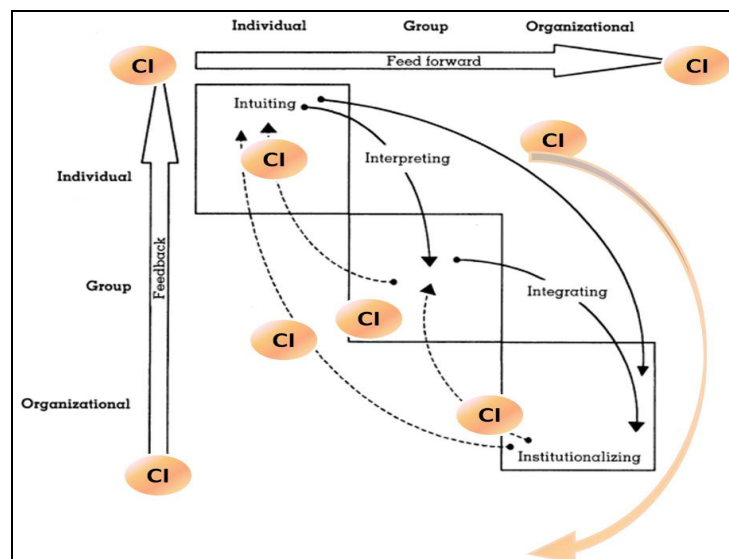 Individual Group Organizational
CI
Feed forward
CI
Intuiting
CI
Interpreting
CI
Individual
Feedback
Group
Integrating
CI
CI
Organizational
CI
Institutionalizing
CI